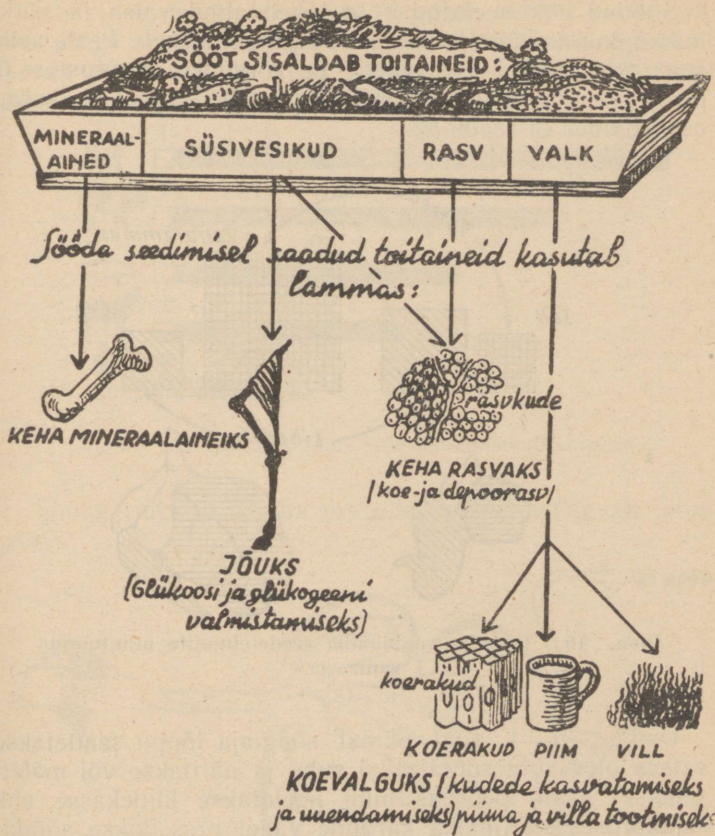 SÖÖT SISALDAB TOITAINEID:
MINERAAL-
AINED
SÜSIVESIKUD
RASV
VALK
Sööda seedimisel saadud toitaineid kasutab
lammas:
rasvkude
KEHA MINERAALAINEIKS
KEHA RASVAKS
(koe- ja depoorasv)
JÕUKS
(Glükoosi ja glükogeeni
valmistamiseks)
koerakud
KOERAKUD PIIM VILL
KOEVALGUKS (kudede kasvatamiseks
ja uuendamiseks) piima ja villa tootmiseks